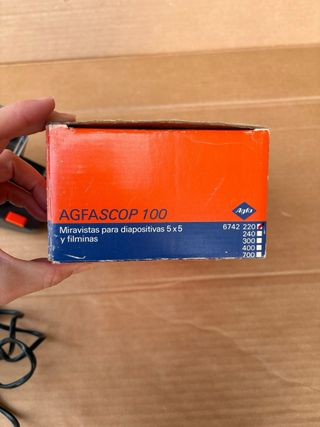 AGFASCOP 100
Agfa
Miravistas para diapositivas 5 x 5
y filminas
6742 220
240
300
400
700